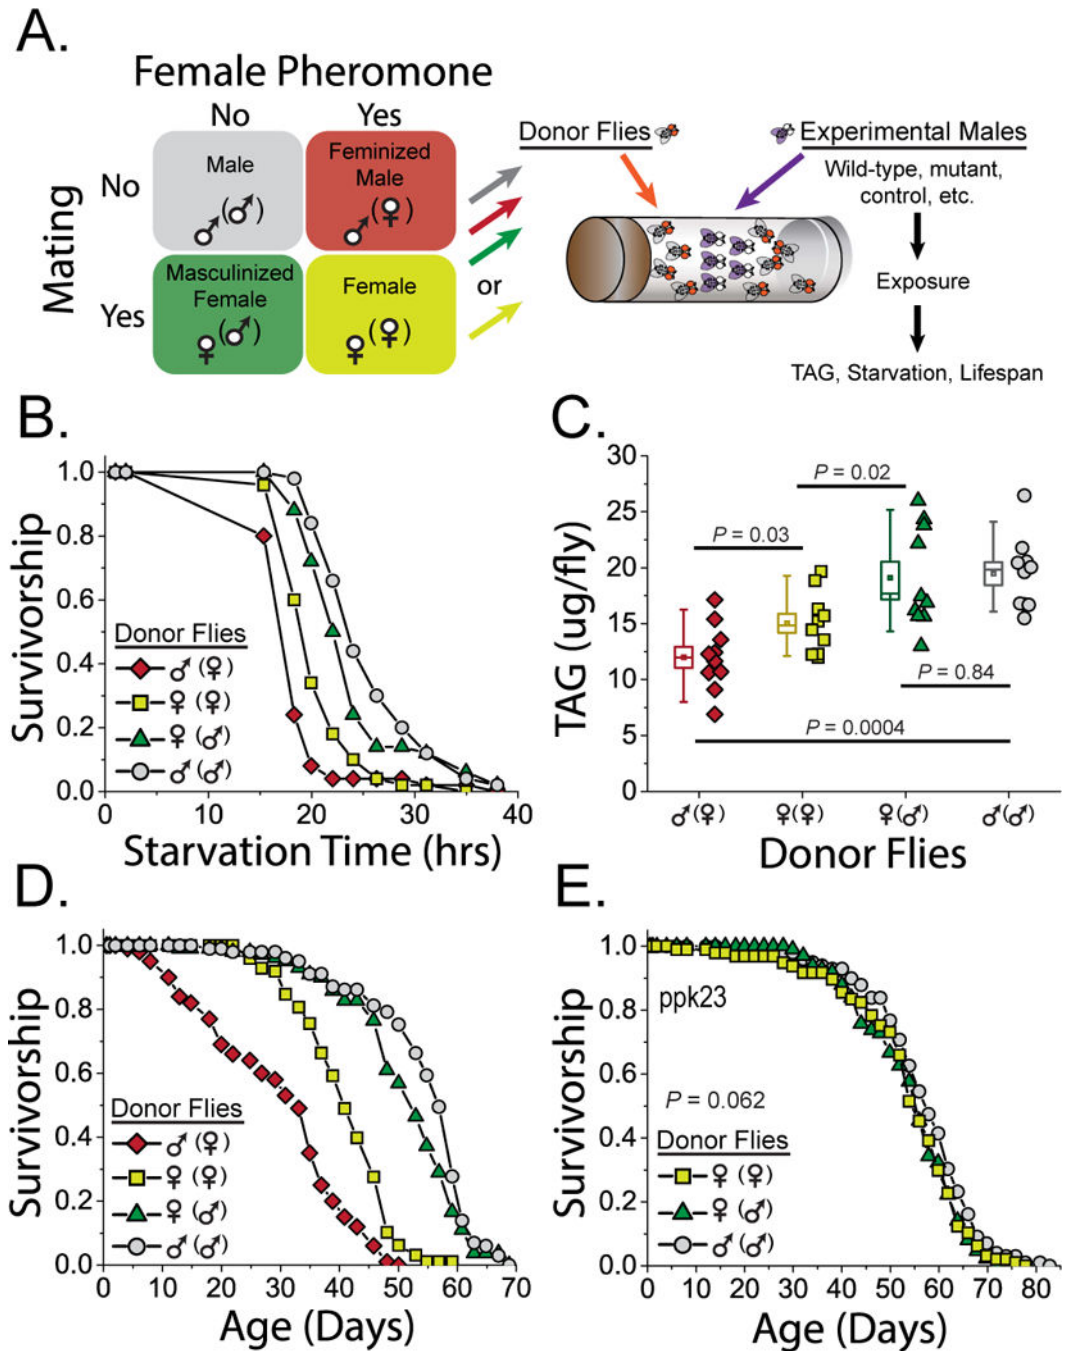 A.
Female Pheromone
No Yes
Mating
No
Yes
Male
♂(♂)
Feminized
Male
♂(♀)
Masculinized
Female
♀(♂)
Female
♀(♀)
or
Donor Flies
Experimental Males
Wild-type, mutant,
control, etc.
Exposure
TAG, Starvation, Lifespan
B.
Survivorship
1.0
0.8
0.6
0.4
0.2
0.0
Donor Flies
♂ (♀)
♀ (♀)
♀ (♂)
♂ (♂)
0 10 20 30 40
Starvation Time (hrs)
C.
TAG (ug/fly)
30
25
20
15
10
5
0
P = 0.02
P = 0.03
P = 0.84
P = 0.0004
♂(♀) ♀(♀) ♀(♂) ♂(♂)
Donor Flies
D.
Survivorship
1.0
0.8
0.6
0.4
0.2
0.0
Donor Flies
♂ (♀)
♀ (♀)
♀ (♂)
♂ (♂)
0 10 20 30 40 50 60 70
Age (Days)
E.
Survivorship
1.0
0.8
0.6
0.4
0.2
0.0
ppk23
P = 0.062
Donor Flies
♀ (♀)
♀ (♂)
♂ (♂)
0 10 20 30 40 50 60 70 80
Age (Days)